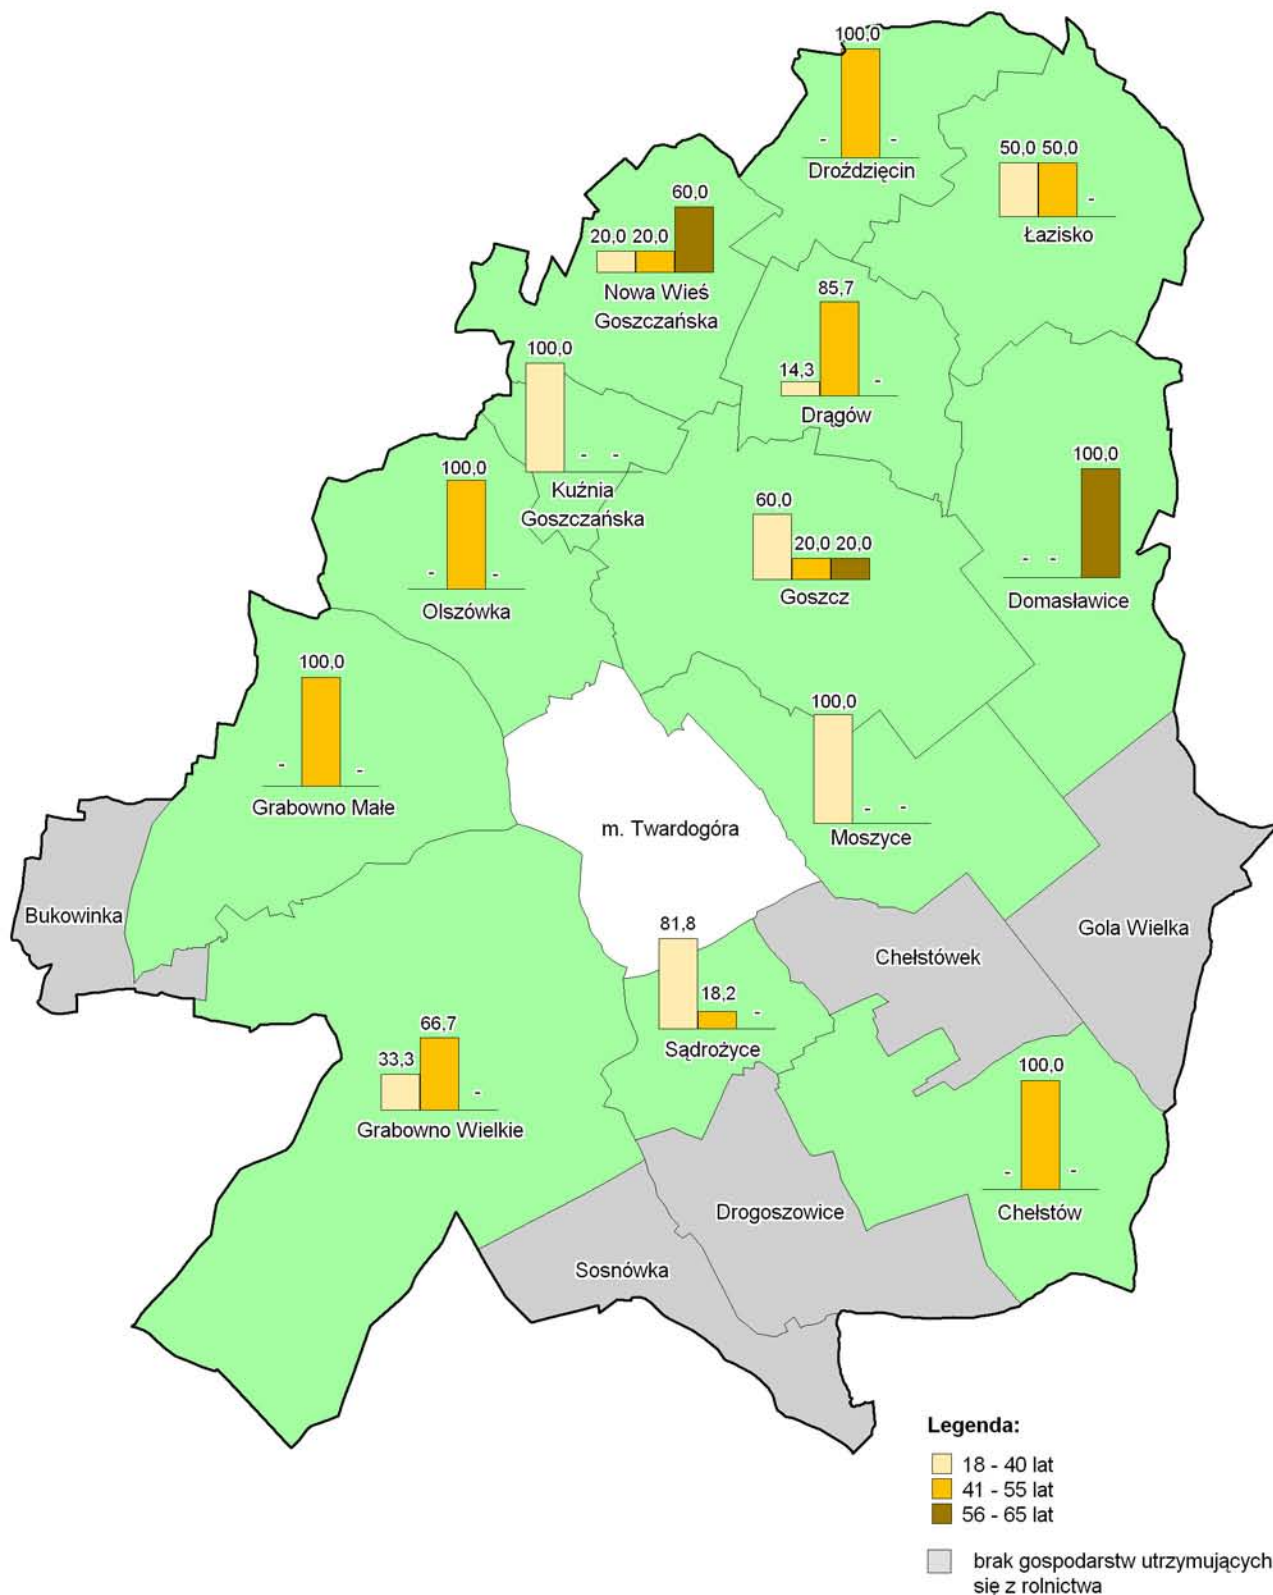 100,0
- -
Droździęcin
50,0 50,0
-
Łazisko
60,0
20,0 20,0
Nowa Wieś
Goszczańska
85,7
14,3
-
Drągów
100,0
- -
Kuźnia
Goszczańska
100,0
- -
Olszówka
60,0
20,0 20,0
Goszcz
100,0
- -
Domasławice
100,0
- -
Grabowno Małe
100,0
- -
Moszyce
m. Twardogóra
Bukowinka
Gola Wielka
Chełstówek
81,8
18,2
-
Sądrożyce
66,7
33,3
-
Grabowno Wielkie
100,0
- -
Chełstów
Drogoszowice
Sosnówka
Legenda:
18 - 40 lat
41 - 55 lat
56 - 65 lat
brak gospodarstw utrzymujących
się z rolnictwa